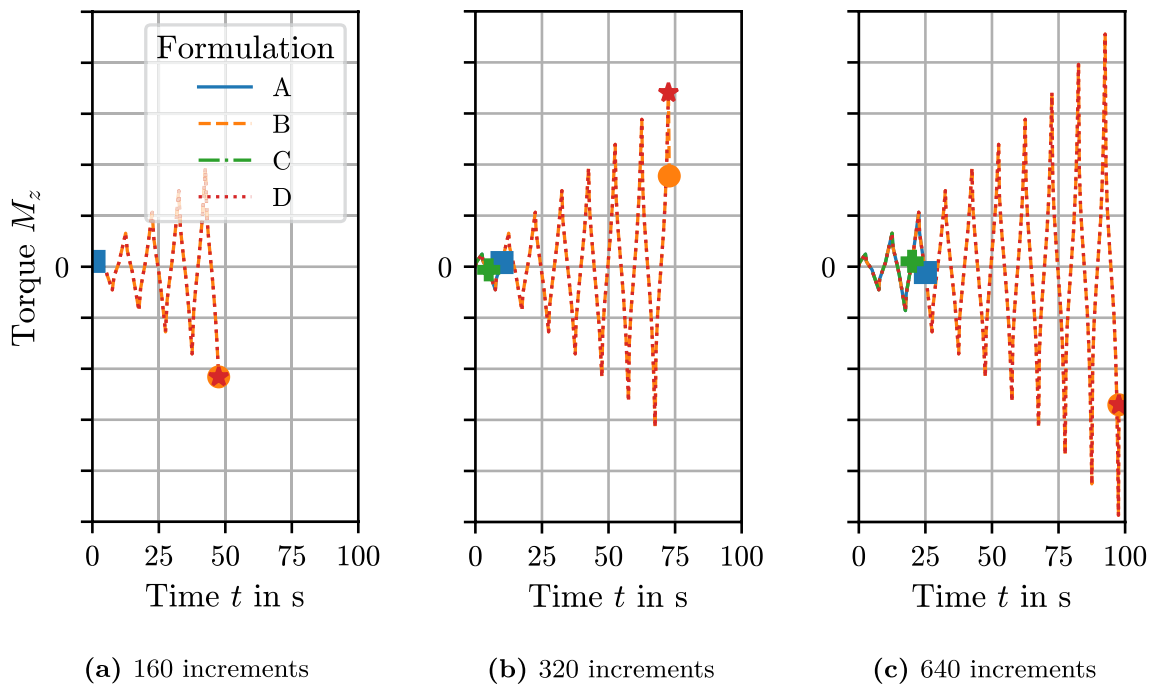 Formulation
A
B
C
D
Torque M_z
0
0
0
0 25 50 75 100
0 25 50 75 100
0 25 50 75 100
Time t in s
Time t in s
Time t in s
(a) 160 increments
(b) 320 increments
(c) 640 increments